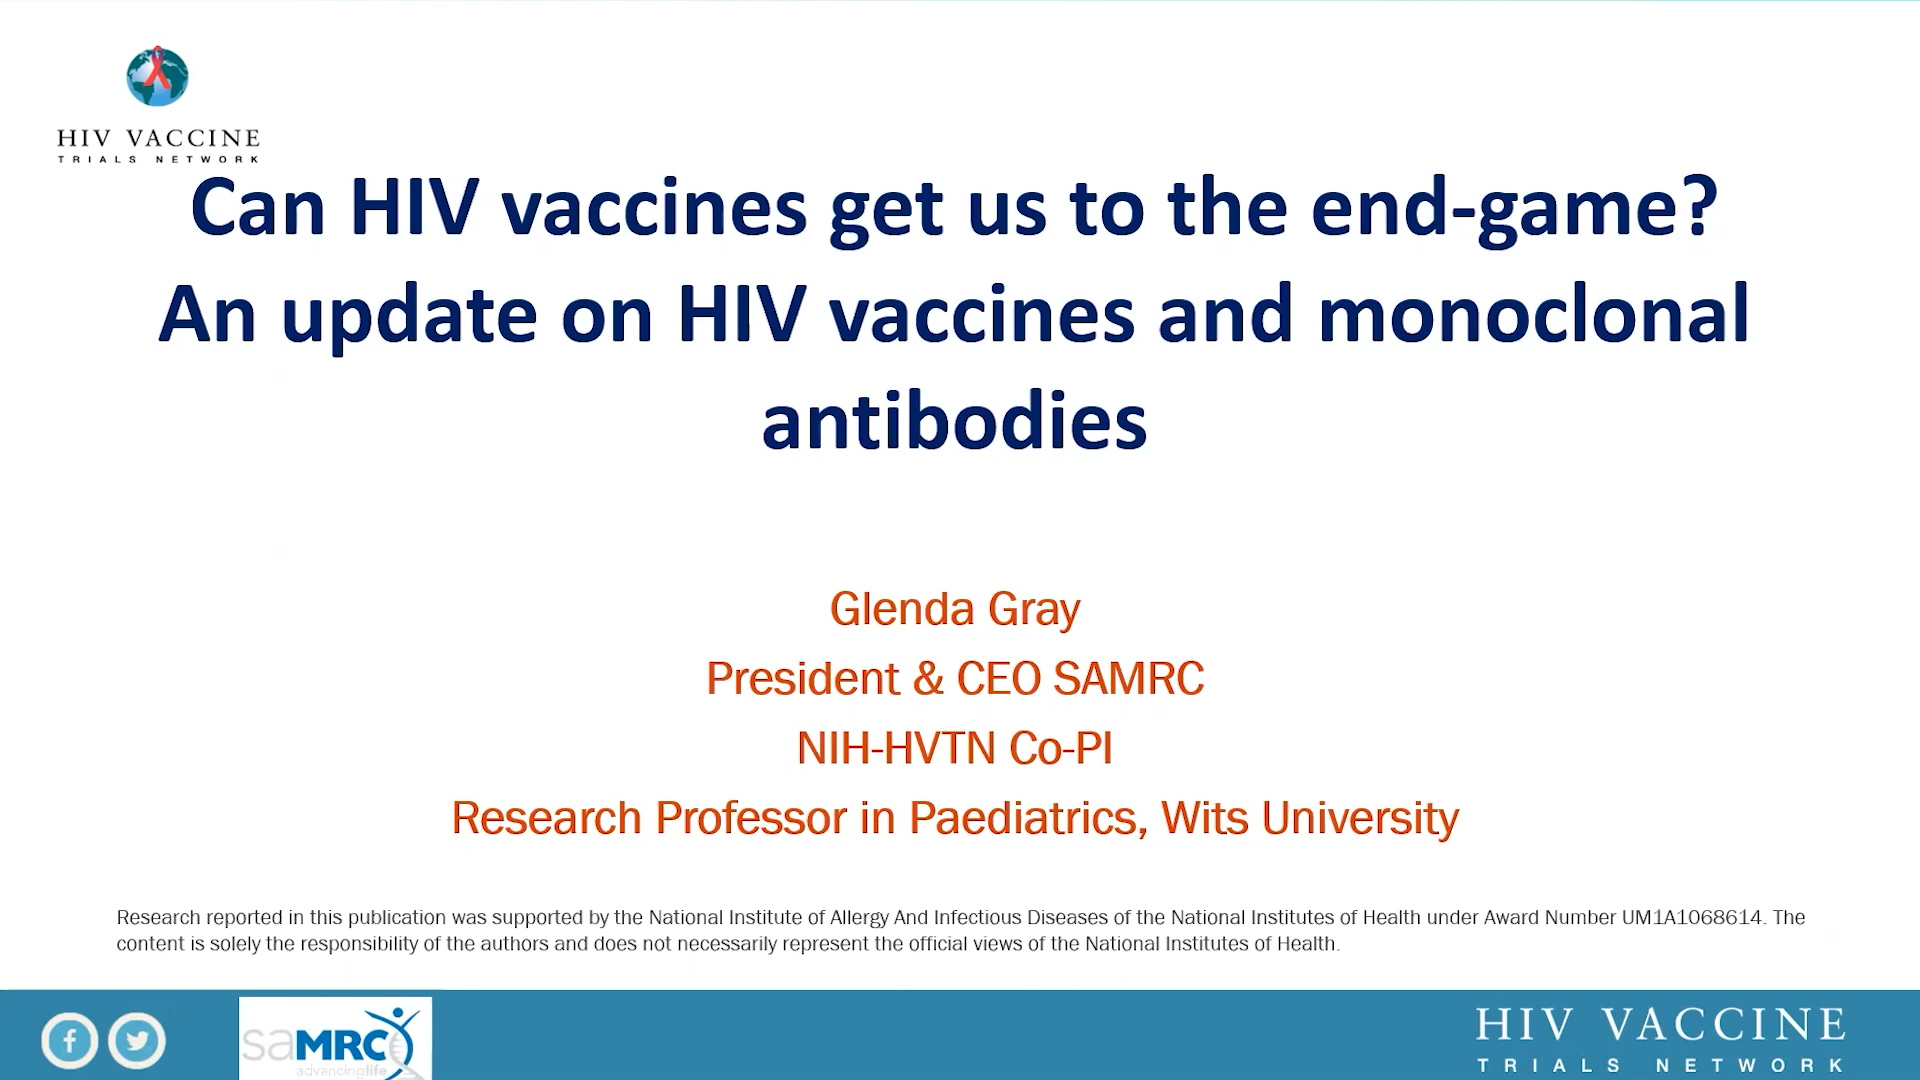 HIV VACCINE
TRIALS NETWORK
Can HIV vaccines get us to the end-game?
An update on HIV vaccines and monoclonal
antibodies
Glenda Gray
President & CEO SAMRC
NIH-HVTN Co-PI
Research Professor in Paediatrics, Wits University
Research reported in this publication was supported by the National Institute of Allergy And Infectious Diseases of the National Institutes of Health under Award Number UM1A1068614. The
content is solely the responsibility of the authors and does not necessarily represent the official views of the National Institutes of Health.
saMRC
advancinglife
HIV VACCINE
TRIALS NETWORK